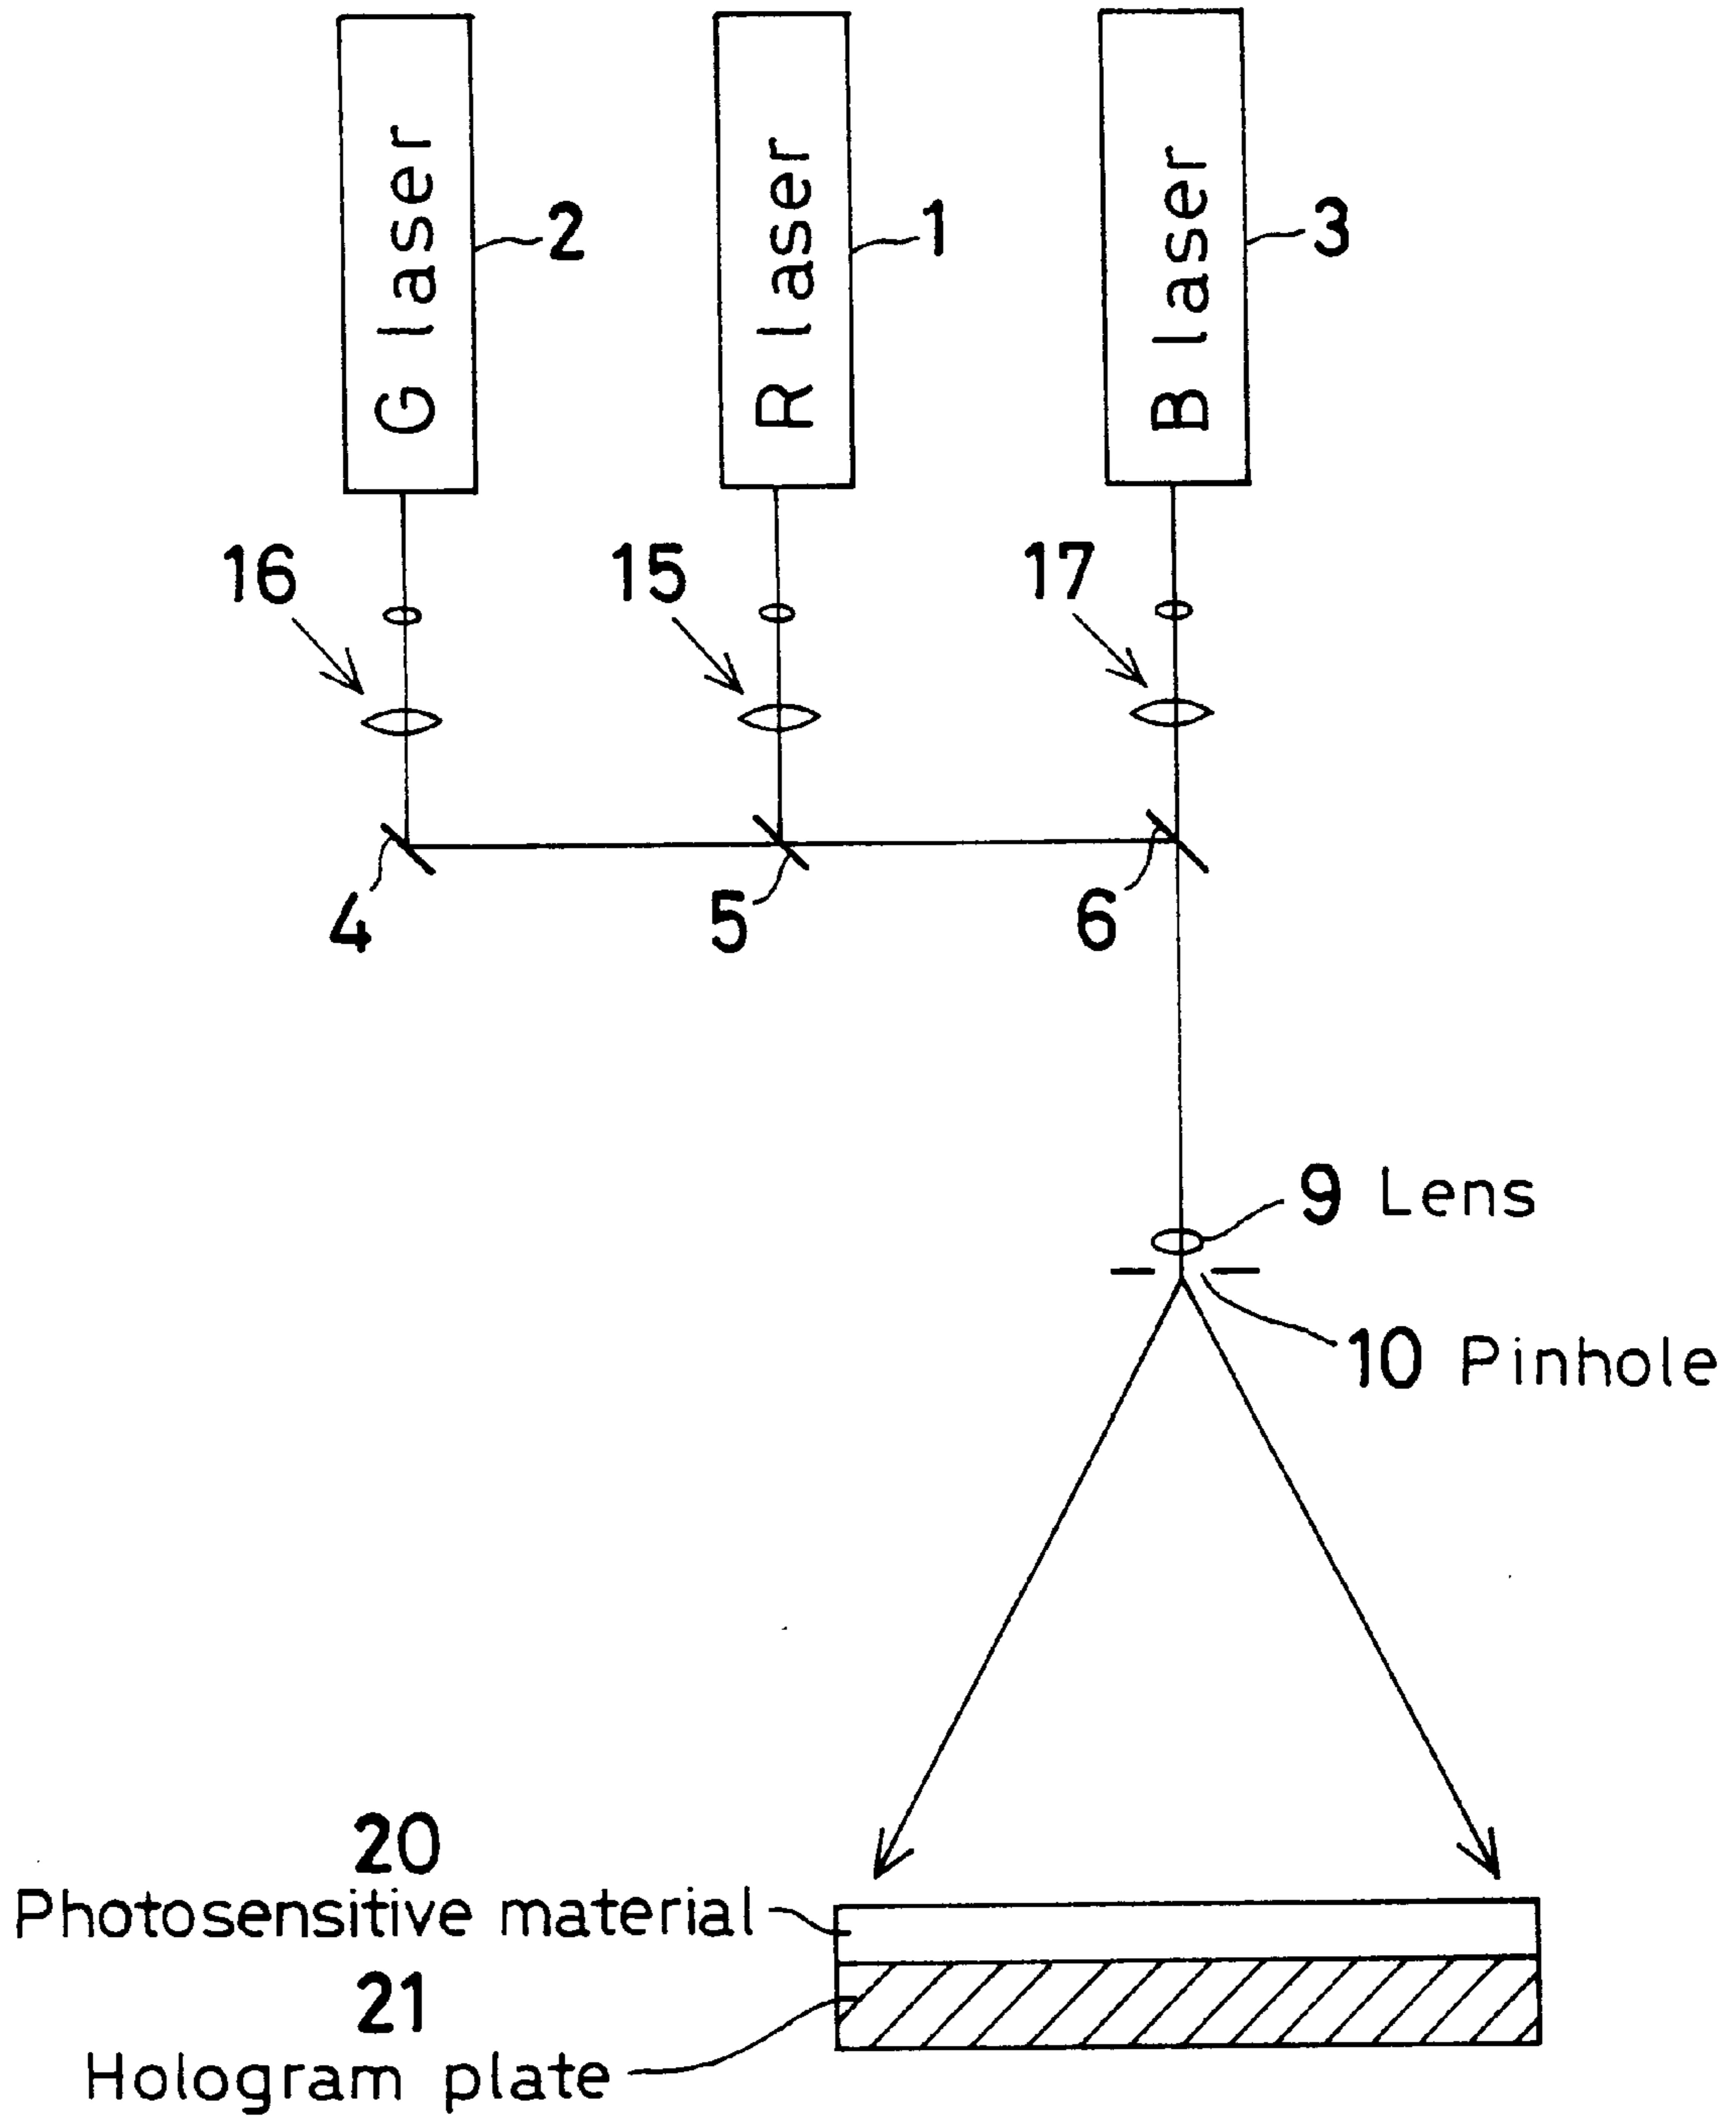 G laser
2
R laser
1
B laser
3
16
15
17
4
5
6
9 Lens
10 Pinhole
20
Photosensitive material
21
Hologram plate